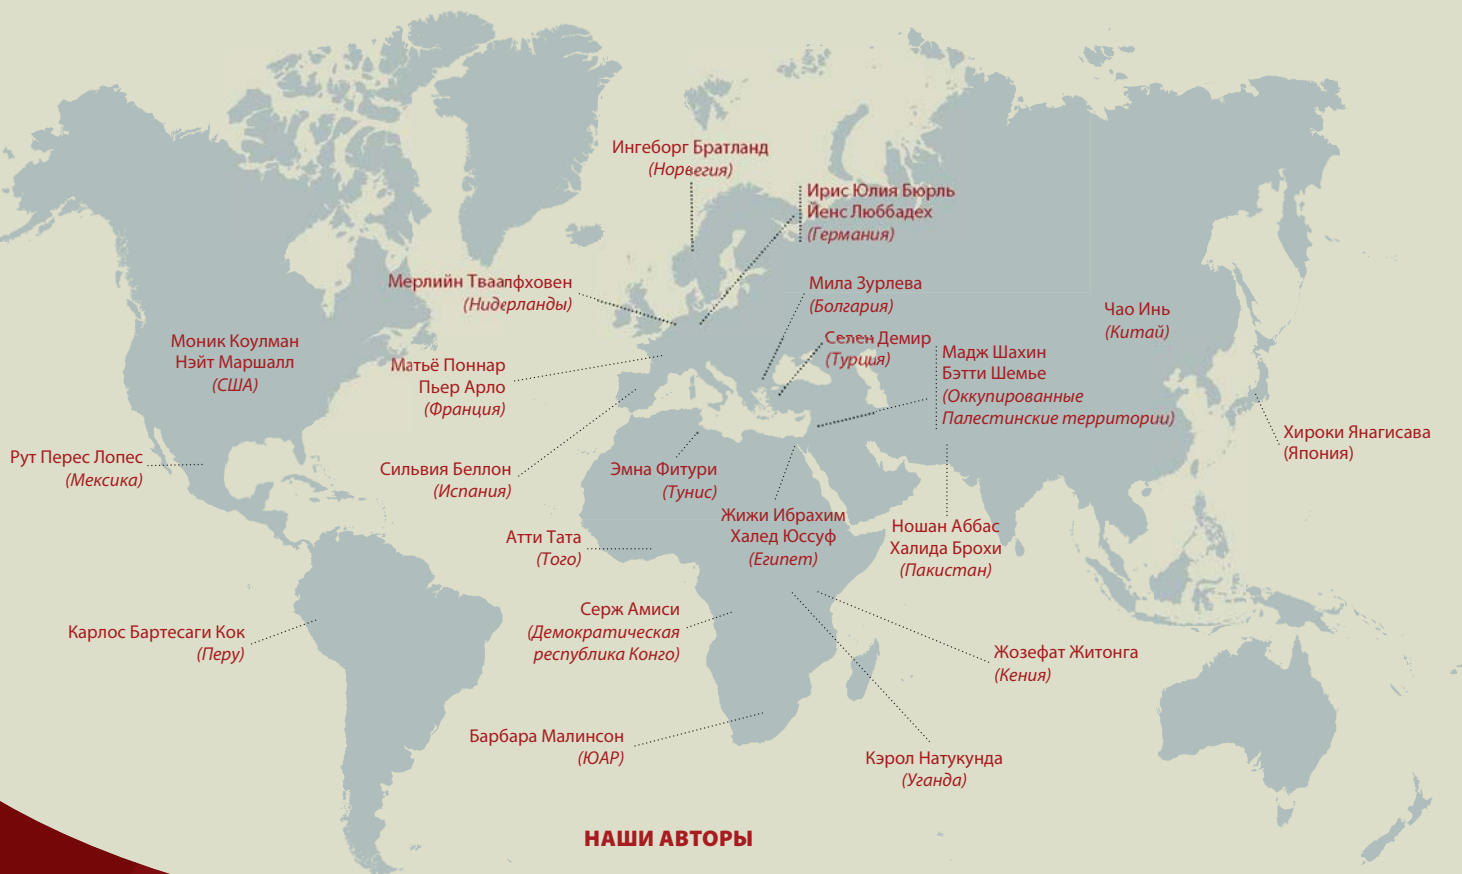 Ингеборг Братланд
(Норвегия)
Ирис Юлия Бюрль
Йенс Люббадех
(Германия)
Мерлийн Тваалфховен
(Нидерланды)
Мила Зурлева
(Болгария)
Чао Инь
(Китай)
Моник Коулман
Нэйт Маршалл
(США)
Селен Демир
(Турция)
Матьё Поннар
Пьер Арло
(Франция)
Мадж Шахин
Бэтти Шемье
(Оккупированные
Палестинские территории)
Хироки Янагисава
(Япония)
Рут Перес Лопес
(Мексика)
Сильвия Беллон
(Испания)
Эмна Фитури
(Тунис)
Жижи Ибрахим
Халед Юссуф
(Египет)
Ношан Аббас
Халида Брохи
(Пакистан)
Атти Тата
(Того)
Серж Амиси
(Демократическая
республика Конго)
Карлос Бартесаги Кок
(Перу)
Жозефат Житонга
(Кения)
Барбара Малинсон
(ЮАР)
Кэрол Натукунда
(Уганда)
НАШИ АВТОРЫ